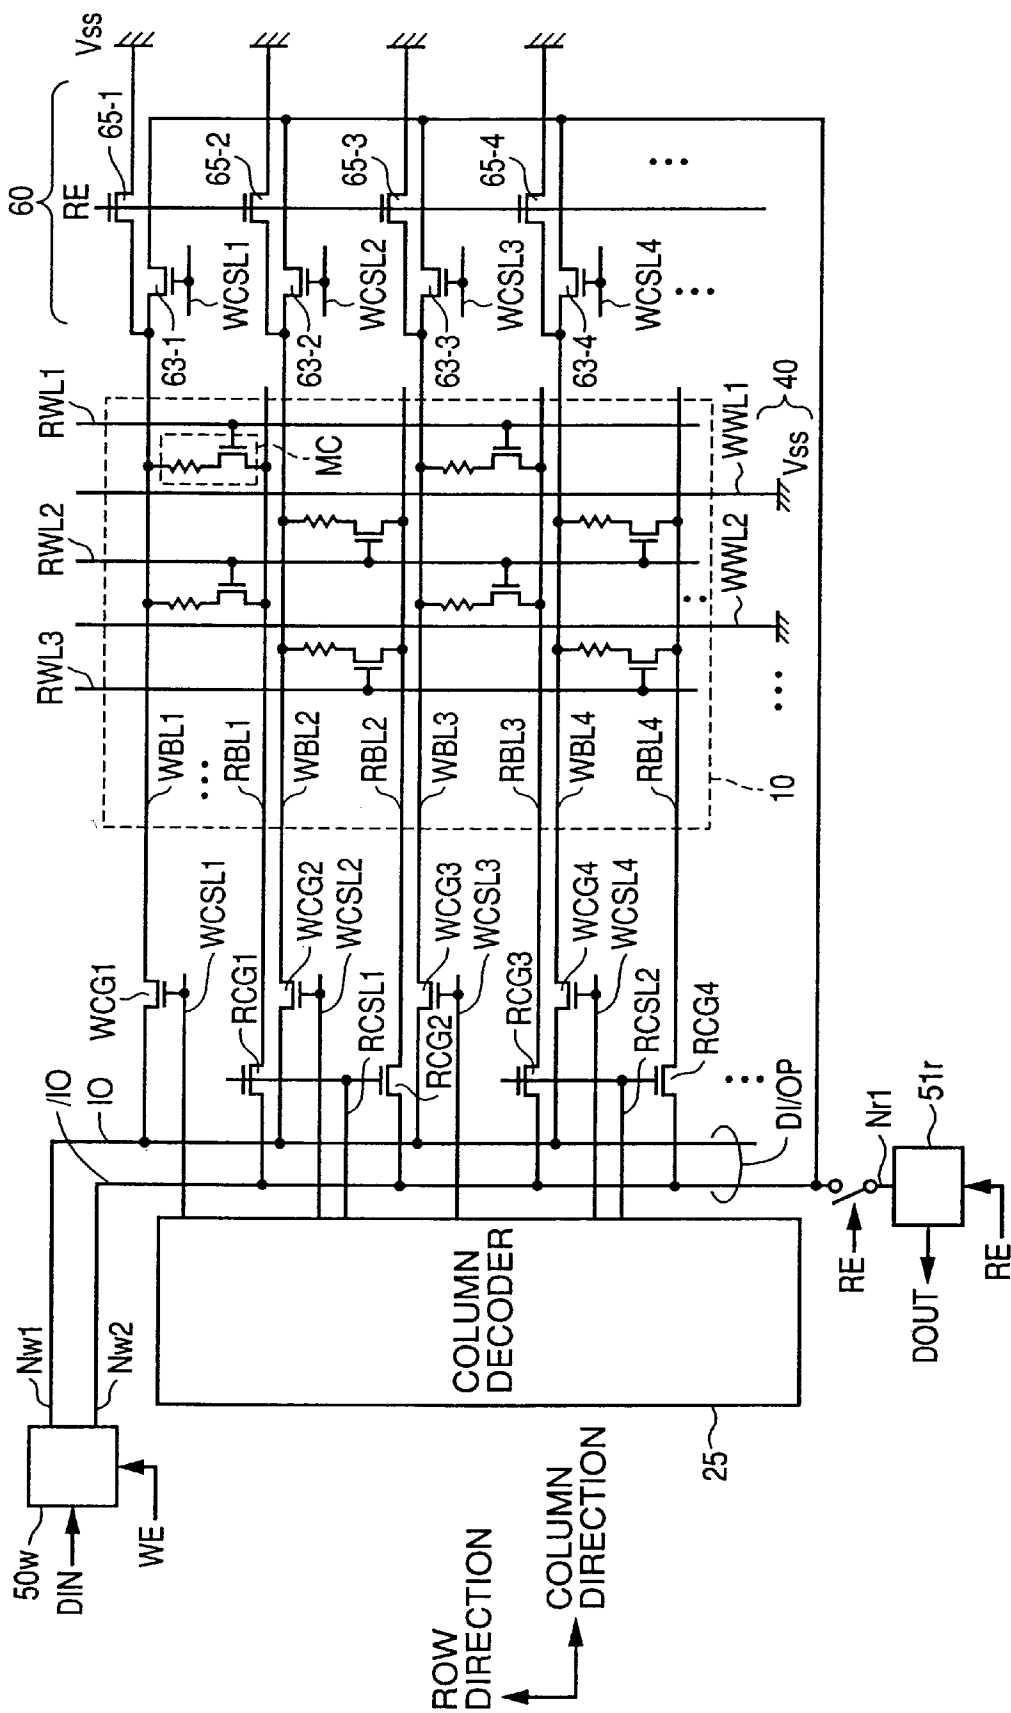 60
RE
65-1
Vss
65-2
65-3
65-4
63-1
WCSL1
63-2
WCSL2
63-3
WCSL3
63-4
WCSL4
RWL1
RWL2
RWL3
MC
WWL1
WWL2
40
Vss
WBL1
RBL1
WBL2
RBL2
WBL3
RBL3
WBL4
RBL4
10
WCG1
WCSL1
RCG1
WCG2
WCSL2
RCSL1
RCG2
WCG3
WCSL3
RCG3
WCG4
WCSL4
RCSL2
RCG4
/IO
IO
DI/OP
Nw1
Nw2
50w
DIN
WE
COLUMN
DECODER
25
RE
Nr1
51r
DOUT
RE
ROW
DIRECTION
COLUMN
DIRECTION